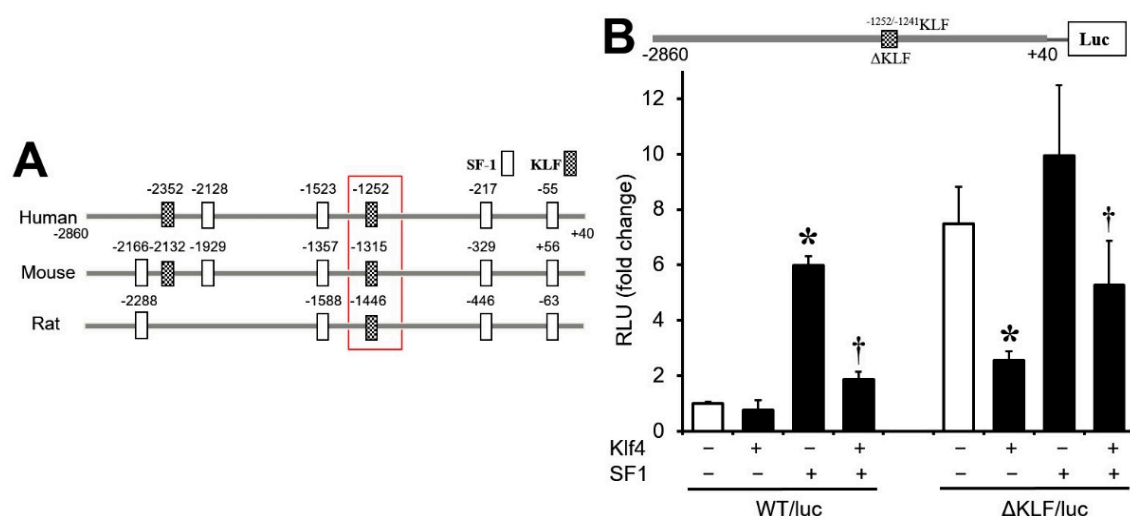 A
SF-1 KLF
-2352 -2128 -1523 -1252 -217 -55
Human
-2860 +40
-2166 -2132 -1929 -1357 -1315 -329 +56
Mouse
-2288 -1588 -1446 -446 -63
Rat
B
-1252/-1241KLF
-2860 ΔKLF +40 Luc
RLU (fold change)
12
10
8
6
4
2
0
* † * †
Klf4 – + – + – + – +
SF1 – – + + – – + +
WT/luc ΔKLF/luc